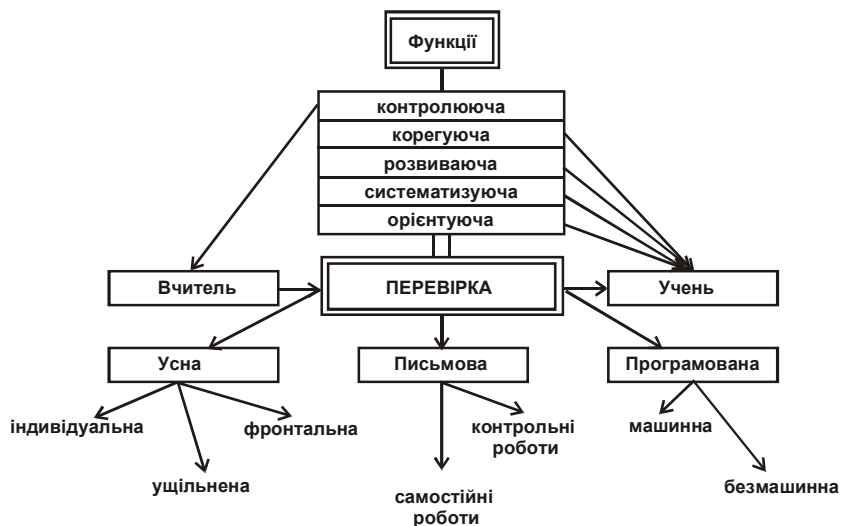 Функції
контролююча
корегуюча
розвиваюча
систематизуюча
орієнтуюча
Вчитель
ПЕРЕВІРКА
Учень
Усна
Письмова
Програмована
індивідуальна
фронтальна
контрольні
роботи
машинна
ущільнена
самостійні
роботи
безмашинна